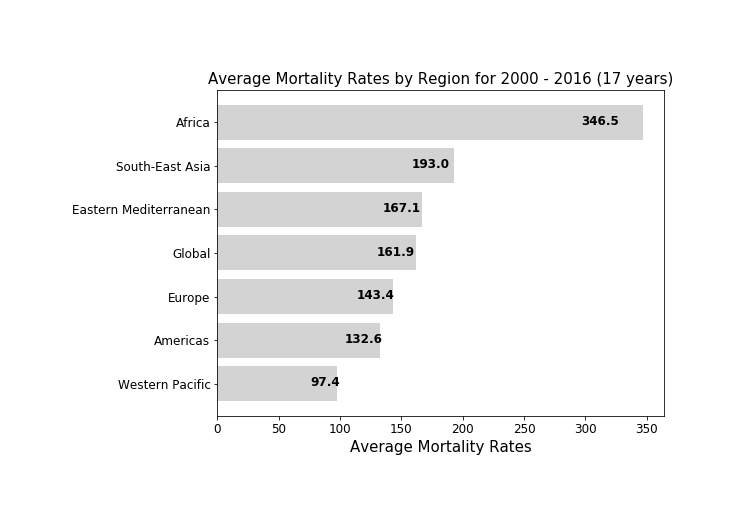 Average Mortality Rates by Region for 2000 - 2016 (17 years)
Africa 346.5
South-East Asia 193.0
Eastern Mediterranean 167.1
Global 161.9
Europe 143.4
Americas 132.6
Western Pacific 97.4
0 50 100 150 200 250 300 350
Average Mortality Rates